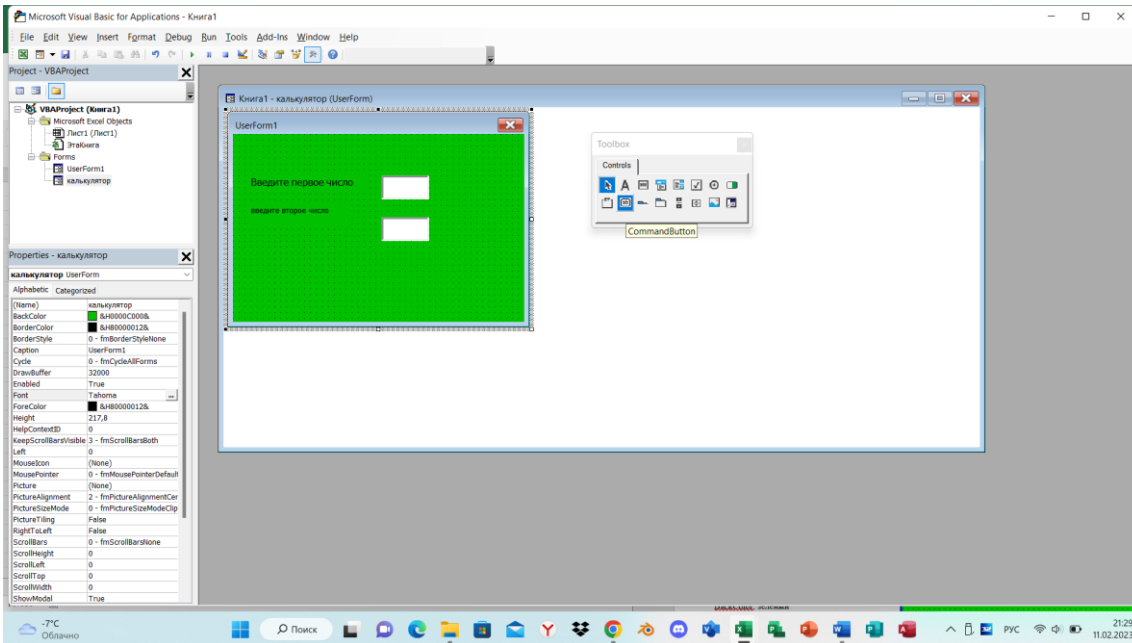 Microsoft Visual Basic for Applications - Книга1
File Edit View Insert Format Debug Run Tools Add-Ins Window Help
Project - VBAProject
VBAProject (Книга1)
Microsoft Excel Objects
Лист1 (Лист1)
ЭтаКнига
Forms
UserForm1
калькулятор
Книга1 - калькулятор (UserForm)
UserForm1
Введите первое число
введите второе число
Toolbox
Controls
CommandButton
Properties - калькулятор
калькулятор UserForm
Alphabetic Categorized
(Name) калькулятор
BackColor &H0000C000&
BorderColor &H80000012&
BorderStyle 0 - fmBorderStyleNone
Caption UserForm1
Cycle 0 - fmCycleAllForms
DrawBuffer 32000
Enabled True
Font Tahoma ...
ForeColor &H80000012&
Height 217,8
HelpContextID 0
KeepScrollBarsVisible 3 - fmScrollBarsBoth
Left 0
MouseIcon (None)
MousePointer 0 - fmMousePointerDefault
Picture (None)
PictureAlignment 2 - fmPictureAlignmentCer
PictureSizeMode 0 - fmPictureSizeModeClip
PictureTiling False
RightToLeft False
ScrollBars 0 - fmScrollBarsNone
ScrollHeight 0
ScrollLeft 0
ScrollTop 0
ScrollWidth 0
ShowModal True
-7°C
Облачно
Поиск
РУС
21:29